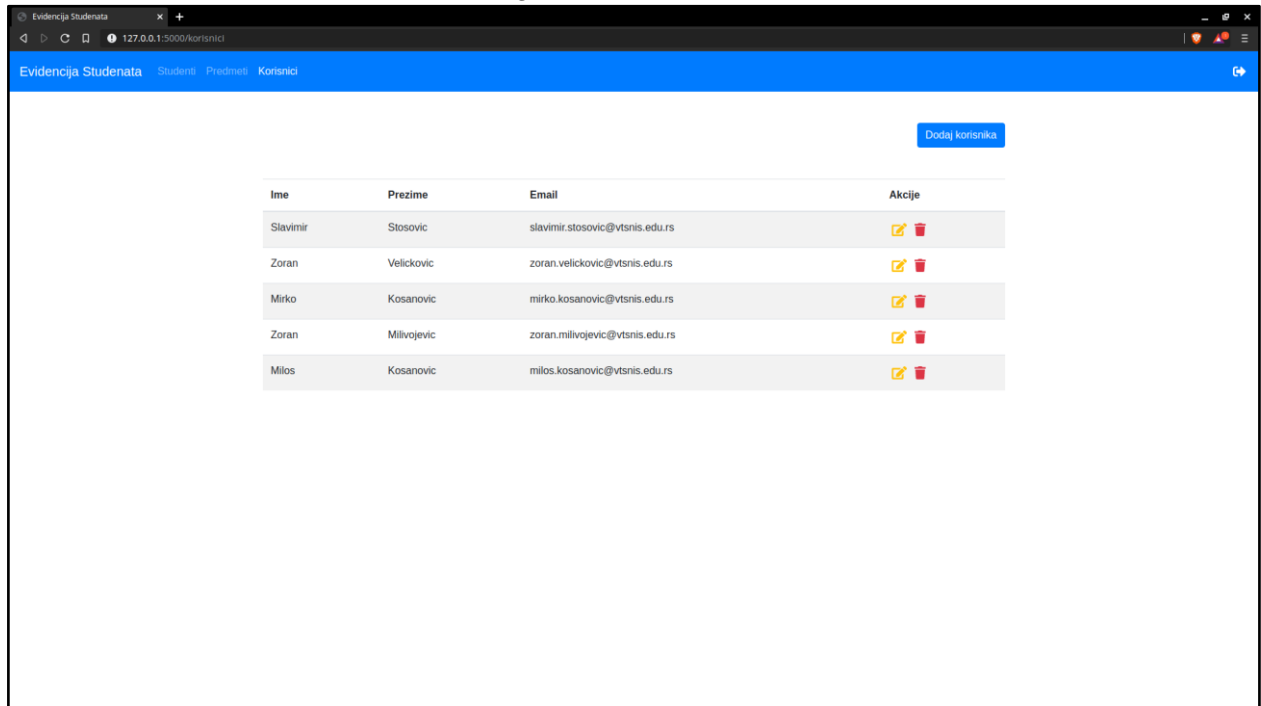 Evidencija Studenata
127.0.0.1:5000/korisnici
Evidencija Studenata Studenti Predmeti Korisnici
Dodaj korisnika
Ime Prezime Email Akcije
Slavimir Stosovic slavimir.stosovic@vtsnis.edu.rs
Zoran Velickovic zoran.velickovic@vtsnis.edu.rs
Mirko Kosanovic mirko.kosanovic@vtsnis.edu.rs
Zoran Milivojevic zoran.milivojevic@vtsnis.edu.rs
Milos Kosanovic milos.kosanovic@vtsnis.edu.rs